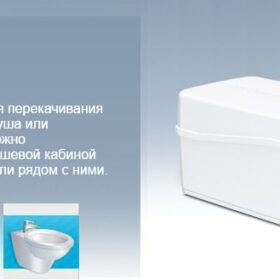 я перекачивания
уша или
жно
шевой кабиной
ли рядом с ними.